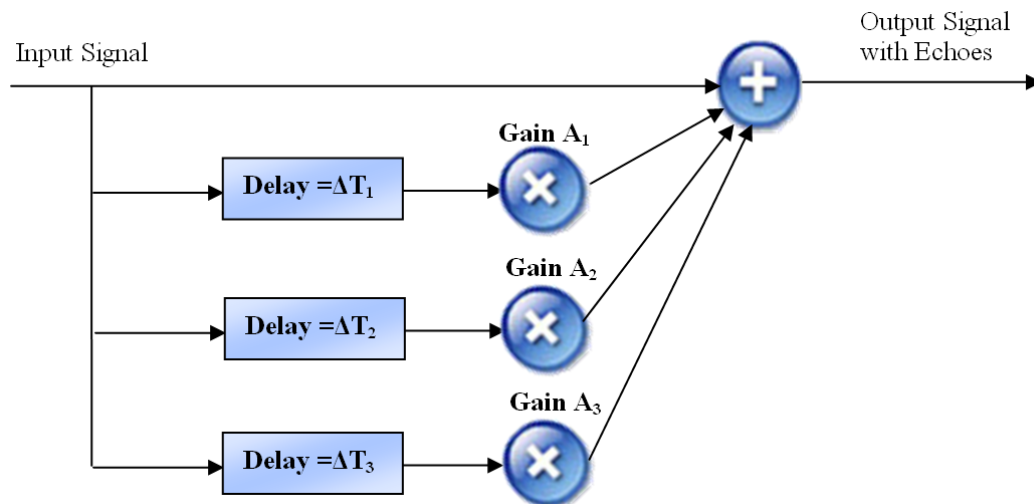 Output Signal
with Echoes
Input Signal
Gain A₁
Delay =ΔT₁
Gain A₂
Delay =ΔT₂
Gain A₃
Delay =ΔT₃